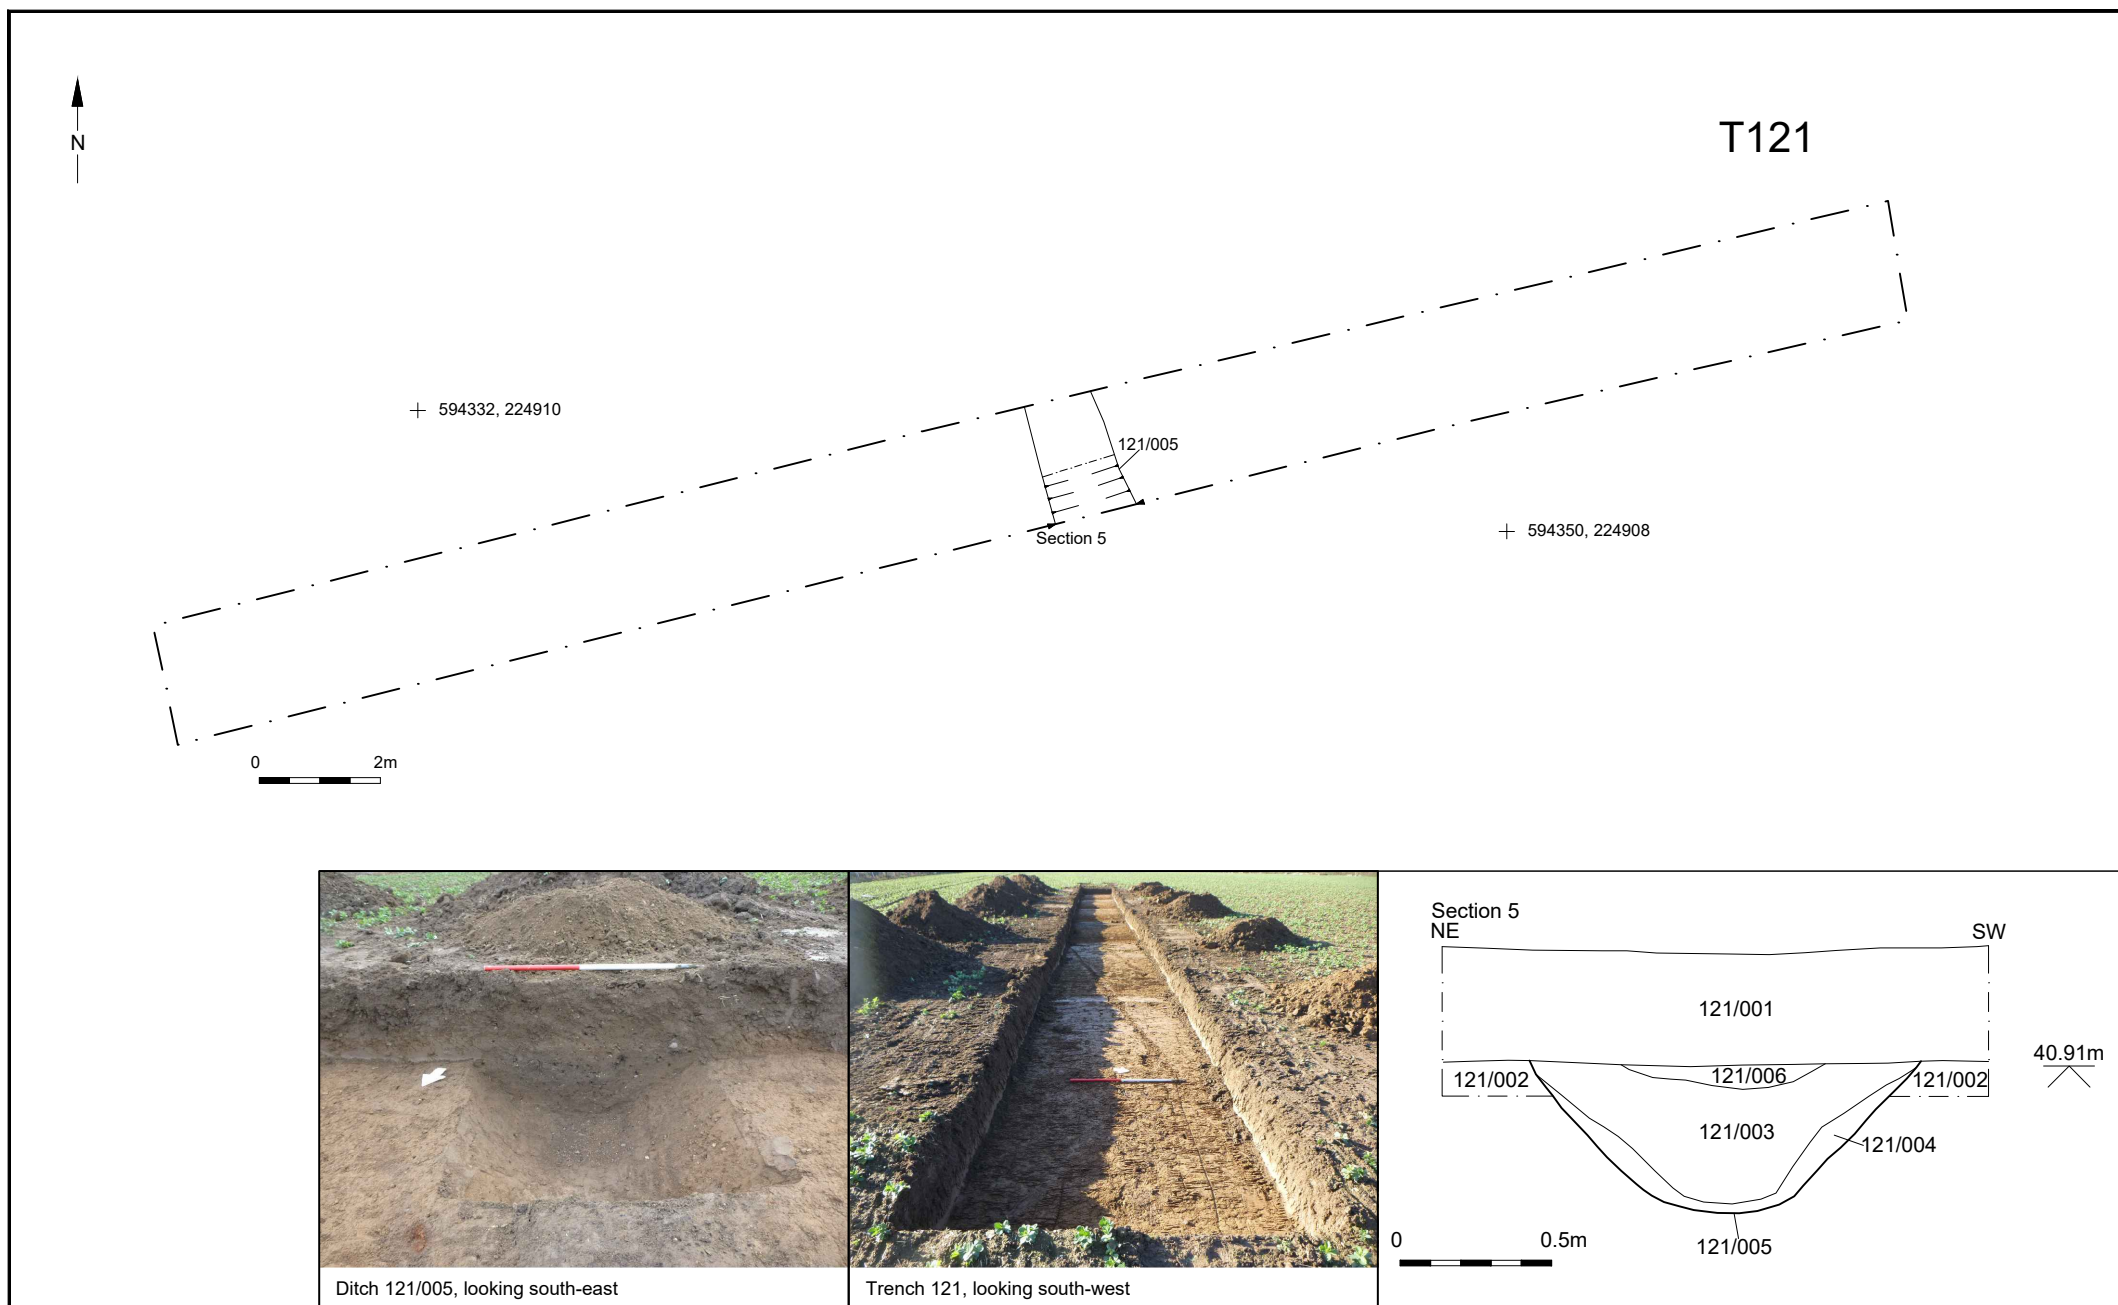 N
T121
594332, 224910
121/005
594350, 224908
Section 5
0 2m
Ditch 121/005, looking south-east
Trench 121, looking south-west
Section 5
NE SW
121/001
40.91m
121/002 121/006 121/002
121/003
121/004
0 0.5m
121/005